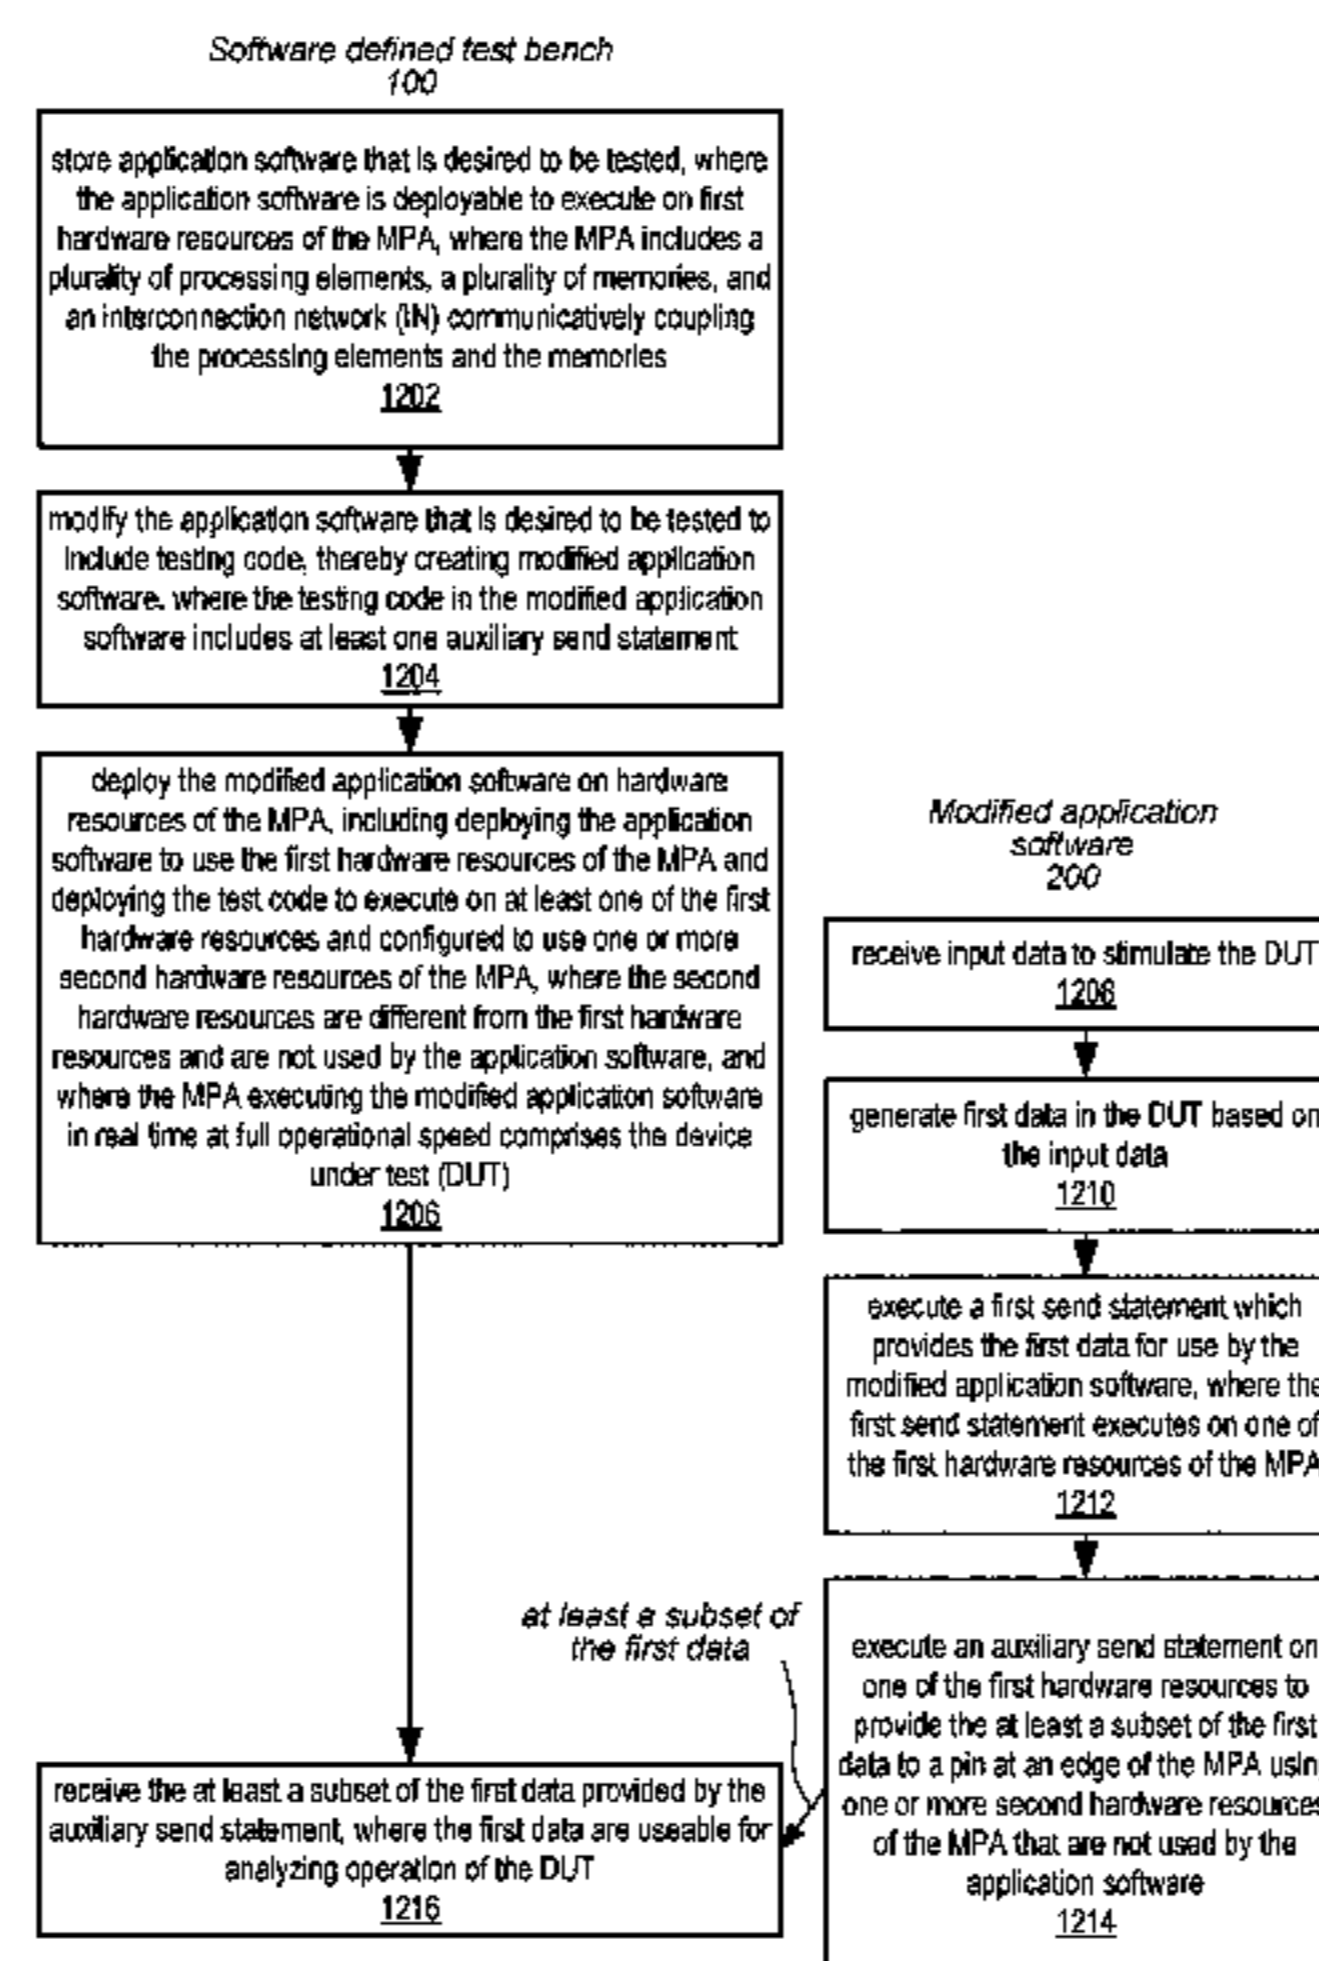 Software defined test bench
100
store application software that is desired to be tested, where
the application software is deployable to execute on first
hardware resources of the MPA, where the MPA includes a
plurality of processing elements, a plurality of memories, and
an interconnection network (IN) communicatively coupling
the processing elements and the memories
1202
modify the application software that is desired to be tested to
include testing code, thereby creating modified application
software, where the testing code in the modified application
software includes at least one auxiliary send statement
1204
deploy the modified application software on hardware
resources of the MPA, including deploying the application
software to use the first hardware resources of the MPA and
deploying the test code to execute on at least one of the first
hardware resources and configured to use one or more
second hardware resources of the MPA, where the second
hardware resources are different from the first hardware
resources and are not used by the application software, and
where the MPA executing the modified application software
in real time at full operational speed comprises the device
under test (DUT)
1206
Modified application
software
200
receive input data to stimulate the DUT
1208
generate first data in the DUT based on
the input data
1210
execute a first send statement which
provides the first data for use by the
modified application software, where the
first send statement executes on one of
the first hardware resources of the MPA
1212
at least a subset of
the first data
execute an auxiliary send statement on
one of the first hardware resources to
provide the at least a subset of the first
data to a pin at an edge of the MPA using
one or more second hardware resources
of the MPA that are not used by the
application software
1214
receive the at least a subset of the first data provided by the
auxiliary send statement, where the first data are useable for
analyzing operation of the DUT
1216